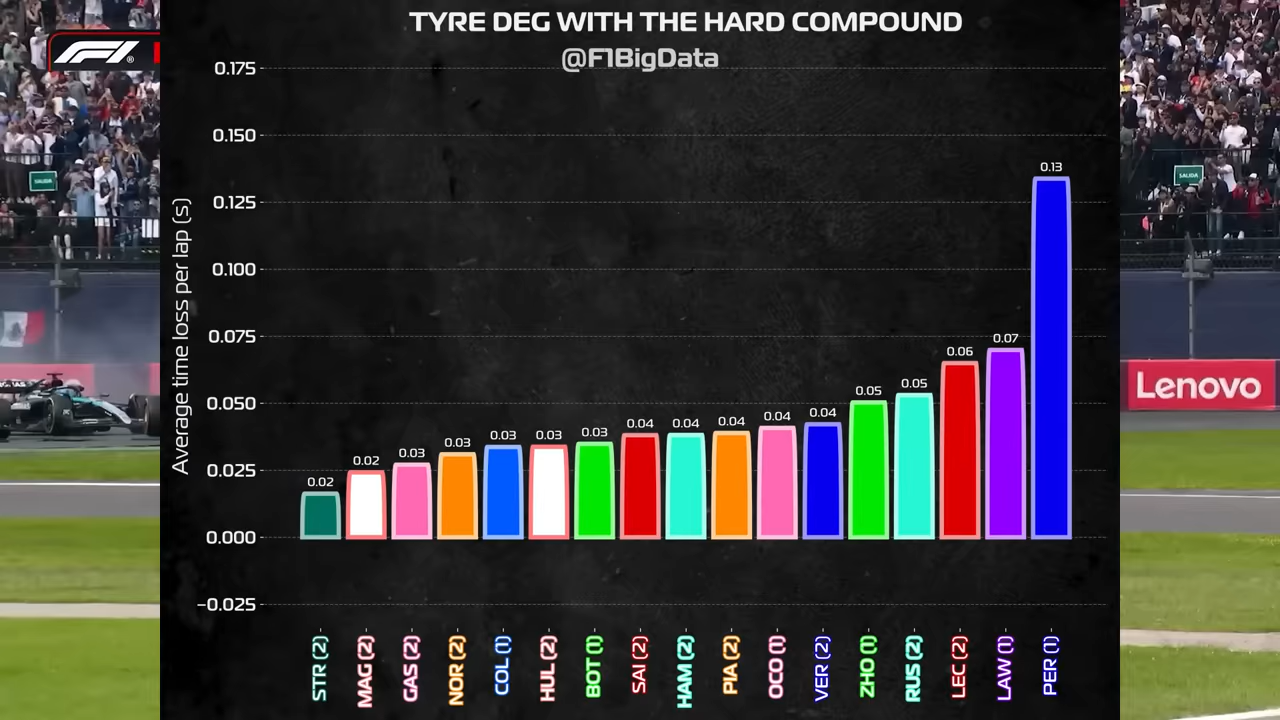 TYRE DEG WITH THE HARD COMPOUND
@F1BigData
F1
SALIDA
SALIDA
Lenovo
Average time loss per lap (s)
0.175
0.150
0.125
0.100
0.075
0.050
0.025
0.000
−0.025
0.02
0.02
0.03
0.03
0.03
0.03
0.03
0.04
0.04
0.04
0.04
0.04
0.05
0.05
0.06
0.07
0.13
STR (2)
MAG (2)
GAS (2)
NOR (2)
COL (1)
HUL (2)
BOT (1)
SAI (2)
HAM (2)
PIA (2)
OCO (1)
VER (2)
ZHO (1)
RUS (2)
LEC (2)
LAW (1)
PER (1)